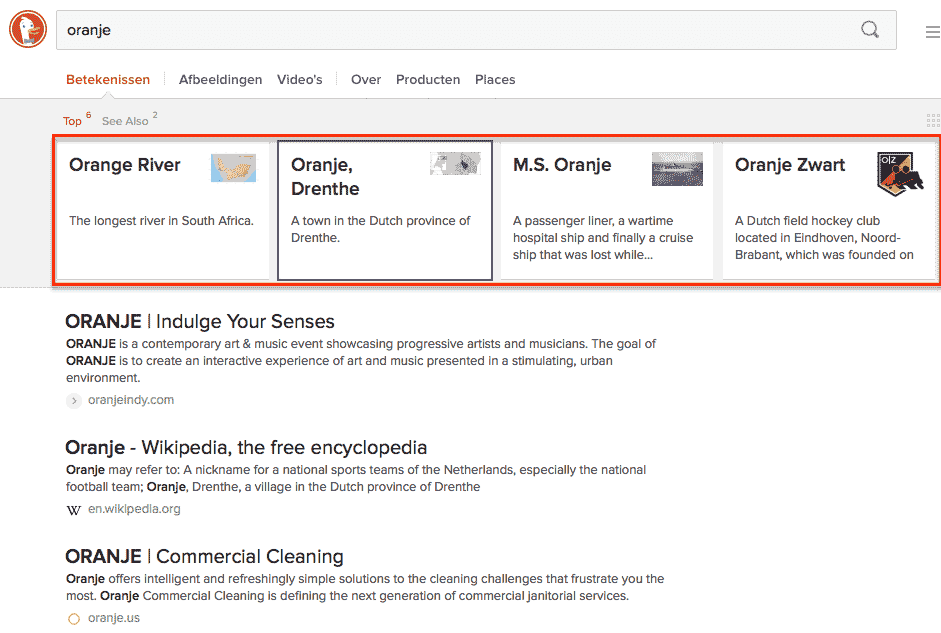 oranje
Betekenissen Afbeeldingen Video's Over Producten Places
Top 6 See Also 2
Orange River
The longest river in South Africa.
Oranje,
Drenthe
A town in the Dutch province of
Drenthe.
M.S. Oranje
A passenger liner, a wartime
hospital ship and finally a cruise
ship that was lost while...
Oranje Zwart
OZ
A Dutch field hockey club
located in Eindhoven, Noord-
Brabant, which was founded on
ORANJE | Indulge Your Senses
ORANJE is a contemporary art & music event showcasing progressive artists and musicians. The goal of
ORANJE is to create an interactive experience of art and music presented in a stimulating, urban
environment.
oranjeindy.com
Oranje - Wikipedia, the free encyclopedia
Oranje may refer to: A nickname for a national sports teams of the Netherlands, especially the national
football team; Oranje, Drenthe, a village in the Dutch province of Drenthe
W en.wikipedia.org
ORANJE | Commercial Cleaning
Oranje offers intelligent and refreshingly simple solutions to the cleaning challenges that frustrate you the
most. Oranje Commercial Cleaning is defining the next generation of commercial janitorial services.
oranje.us